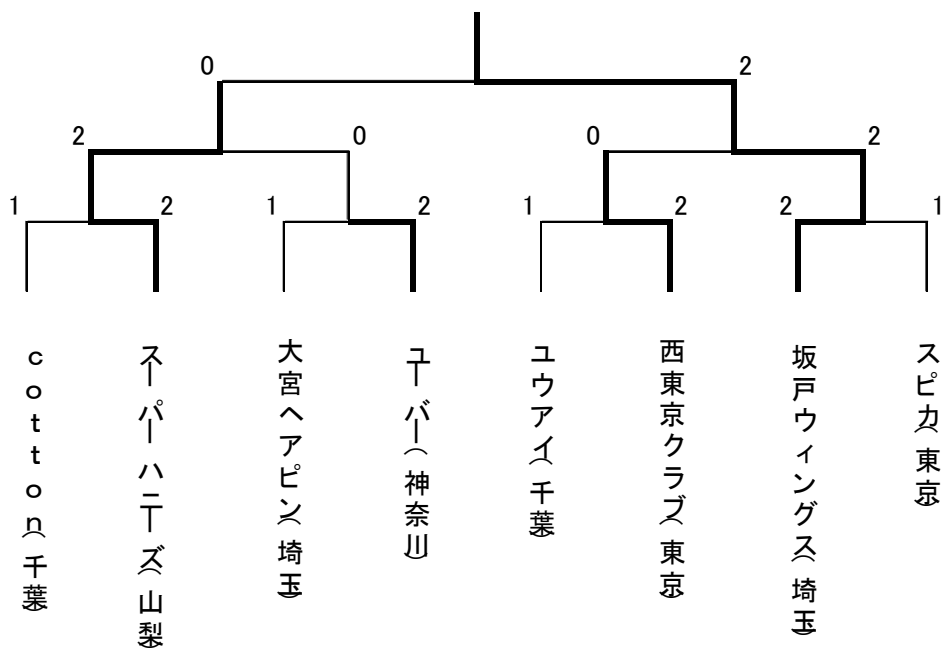 0 2
2 0 0 2
1 2 1 2 1 2 2 1
cotton(千葉)
スーパーハニーズ(山梨)
大宮ヘアピン(埼玉)
ユーバー(神奈川)
ユウアイ(千葉)
西東京クラブ(東京)
坂戸ウィングス(埼玉)
スピカ(東京)